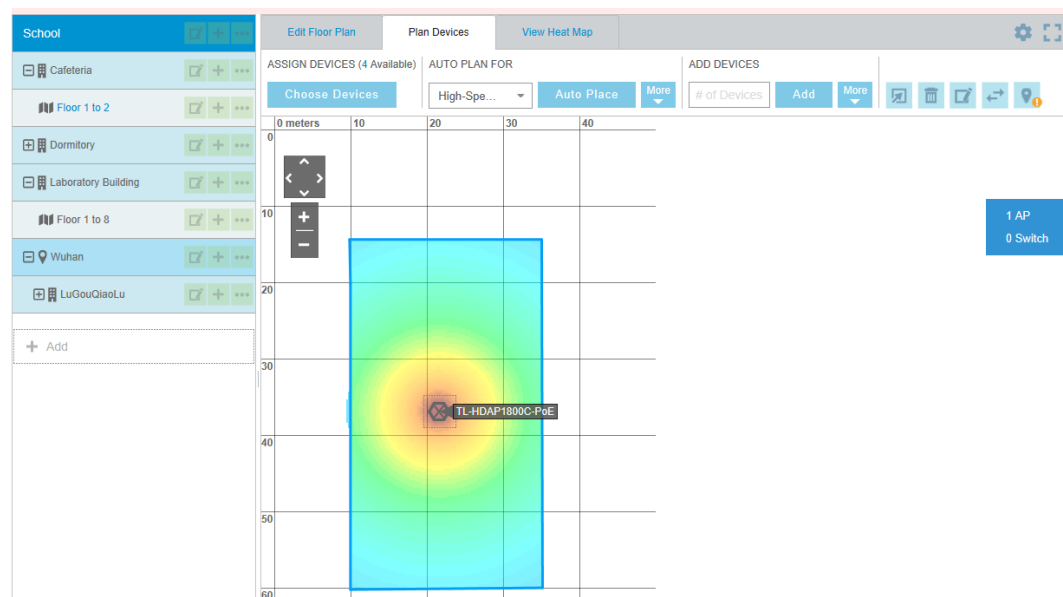 School
Edit Floor Plan
Plan Devices
View Heat Map
ASSIGN DEVICES (4 Available)
AUTO PLAN FOR
ADD DEVICES
Choose Devices
High-Spe...
Auto Place
More
# of Devices
Add
More
Cafeteria
Floor 1 to 2
Dormitory
Laboratory Building
Floor 1 to 8
Wuhan
LuGouQiaoLu
Add
0 meters
10
20
30
40
0
10
20
30
40
50
60
TL-HDAP1800C-PoE
1 AP
0 Switch